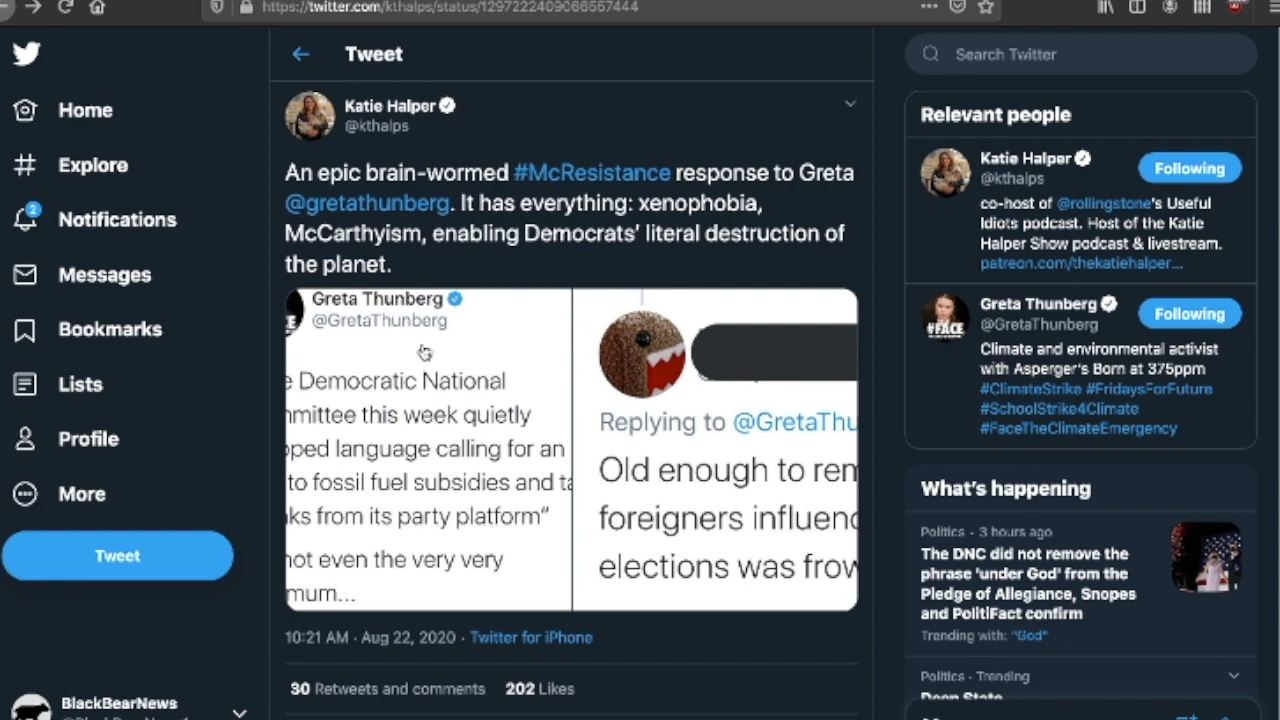 https://twitter.com/kthalps/status/1297222409066557444
Home
Explore
2
Notifications
Messages
Bookmarks
Lists
Profile
More
Tweet
BlackBearNews
Tweet
Katie Halper
@kthalps
An epic brain-wormed #McResistance response to Greta
@gretathunberg. It has everything: xenophobia,
McCarthyism, enabling Democrats’ literal destruction of
the planet.
Greta Thunberg
@GretaThunberg
e Democratic National
mmittee this week quietly
pped language calling for an
to fossil fuel subsidies and ta
ks from its party platform"
not even the very very
mum...
Replying to @GretaThu
Old enough to rem
foreigners influenc
elections was frow
10:21 AM · Aug 22, 2020 · Twitter for iPhone
30 Retweets and comments 202 Likes
Search Twitter
Relevant people
Katie Halper
@kthalps
Following
co-host of @rollingstone's Useful
Idiots podcast. Host of the Katie
Halper Show podcast & livestream.
patreon.com/thekatiehalper...
#FACE
Greta Thunberg
@GretaThunberg
Following
Climate and environmental activist
with Asperger's Born at 375ppm
#ClimateStrike #FridaysForFuture
#SchoolStrike4Climate
#FaceTheClimateEmergency
What's happening
Politics · 3 hours ago
The DNC did not remove the
phrase 'under God' from the
Pledge of Allegiance, Snopes
and PolitiFact confirm
Trending with: "God"
Politics · Trending
Deep State